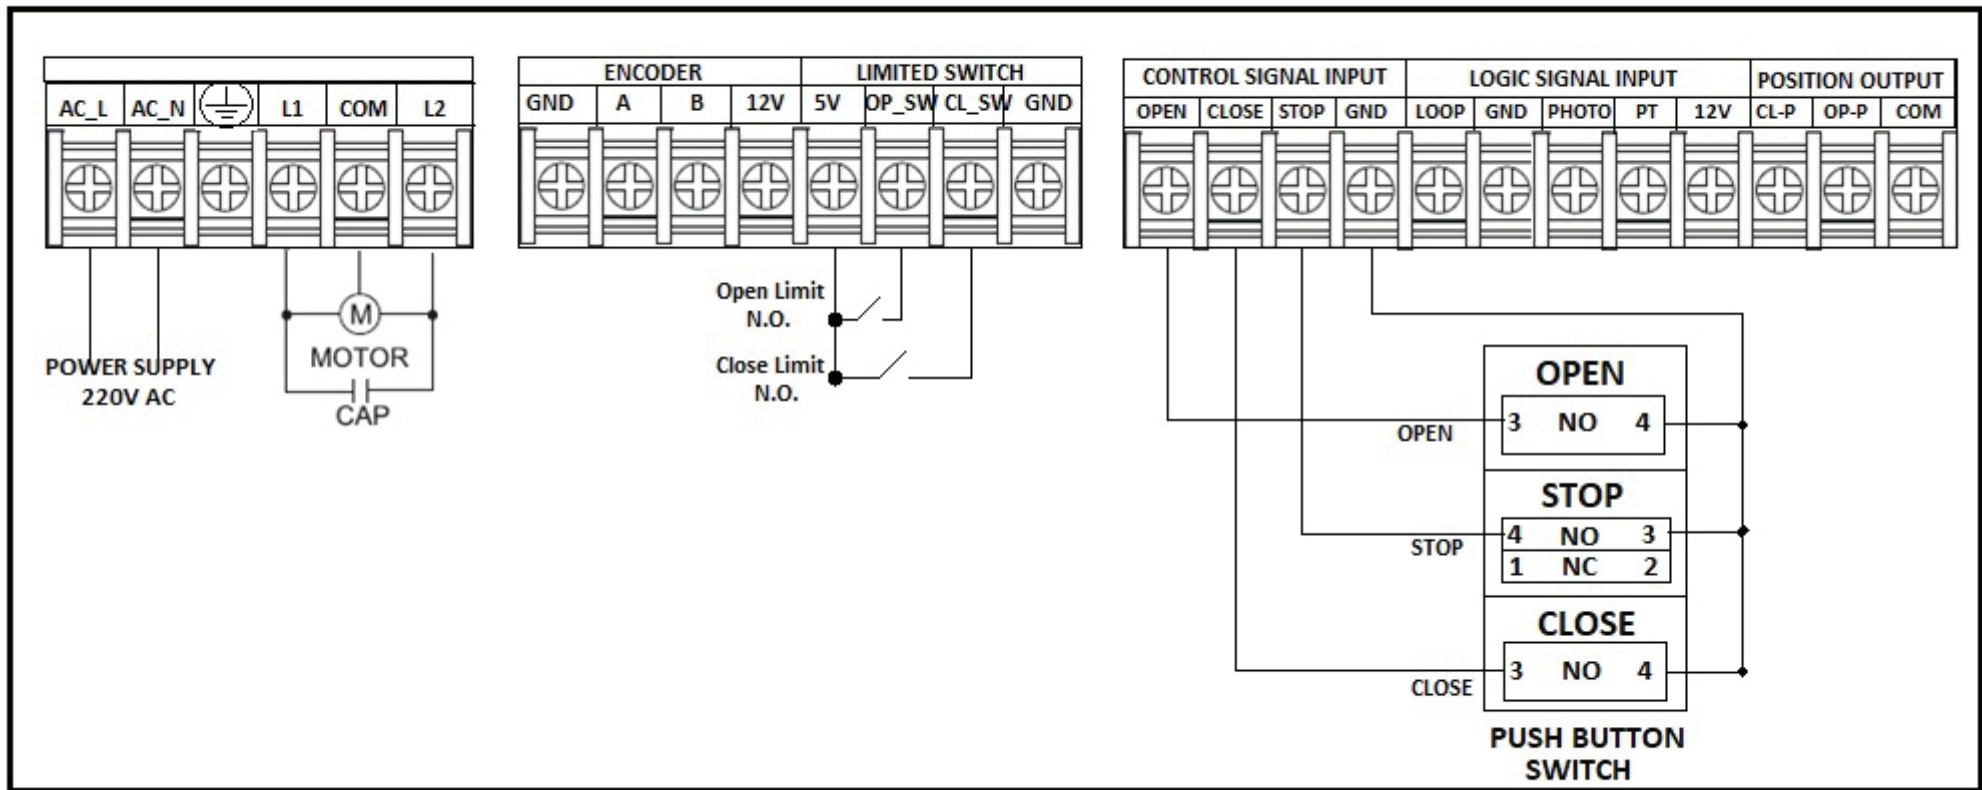 AC_L AC_N L1 COM L2
ENCODER LIMITED SWITCH
GND A B 12V 5V OP_SW CL_SW GND
CONTROL SIGNAL INPUT LOGIC SIGNAL INPUT POSITION OUTPUT
OPEN CLOSE STOP GND LOOP GND PHOTO PT 12V CL-P OP-P COM
POWER SUPPLY
220V AC
M
MOTOR
CAP
Open Limit
N.O.
Close Limit
N.O.
OPEN
OPEN
3 NO 4
STOP
STOP
4 NO 3
1 NC 2
CLOSE
CLOSE
3 NO 4
PUSH BUTTON
SWITCH